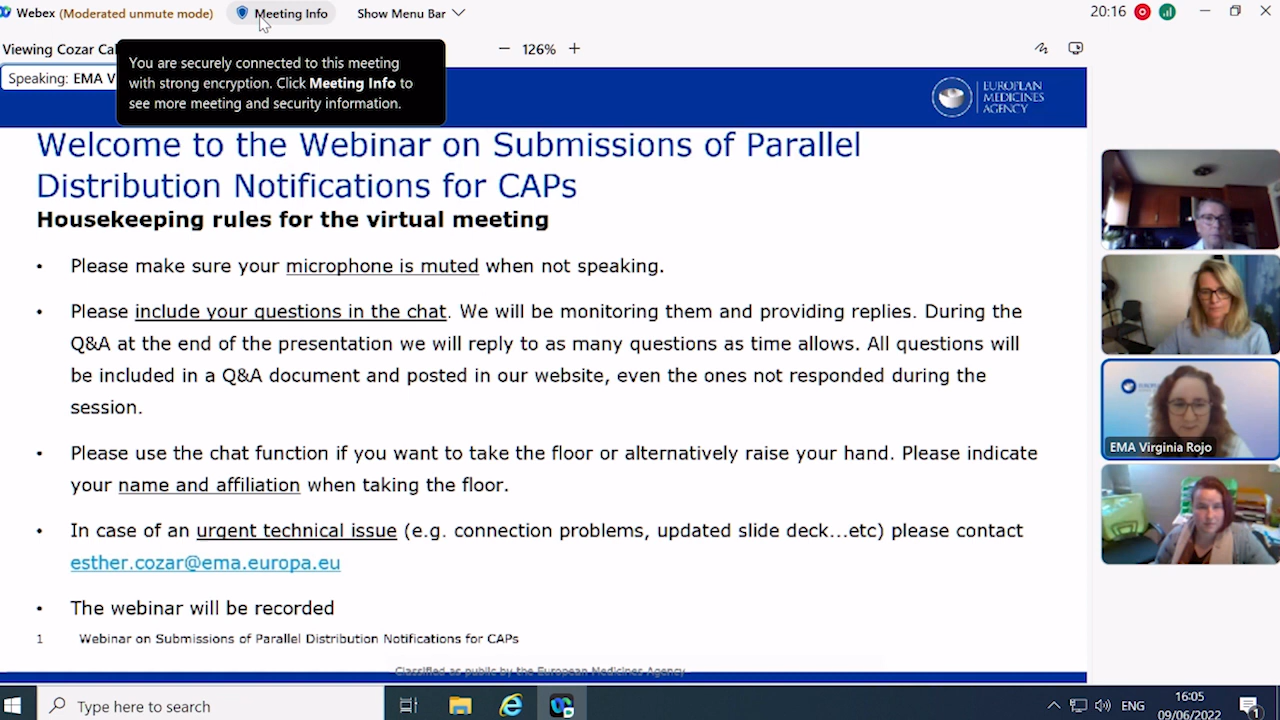 Webex (Moderated unmute mode) Meeting Info Show Menu Bar 20:16
Viewing Cozar Cal 126%
Speaking: EMA V
You are securely connected to this meeting
with strong encryption. Click Meeting Info to
see more meeting and security information.
EUROPEAN
MEDICINES
AGENCY
Welcome to the Webinar on Submissions of Parallel
Distribution Notifications for CAPs
Housekeeping rules for the virtual meeting
• Please make sure your microphone is muted when not speaking.
• Please include your questions in the chat. We will be monitoring them and providing replies. During the
Q&A at the end of the presentation we will reply to as many questions as time allows. All questions will
be included in a Q&A document and posted in our website, even the ones not responded during the
session.
• Please use the chat function if you want to take the floor or alternatively raise your hand. Please indicate
your name and affiliation when taking the floor.
• In case of an urgent technical issue (e.g. connection problems, updated slide deck...etc) please contact
esther.cozar@ema.europa.eu
• The webinar will be recorded
1 Webinar on Submissions of Parallel Distribution Notifications for CAPs
Classified as public by the European Medicines Agency
EMA Virginia Rojo
Type here to search
ENG
16:05
09/06/2022
1